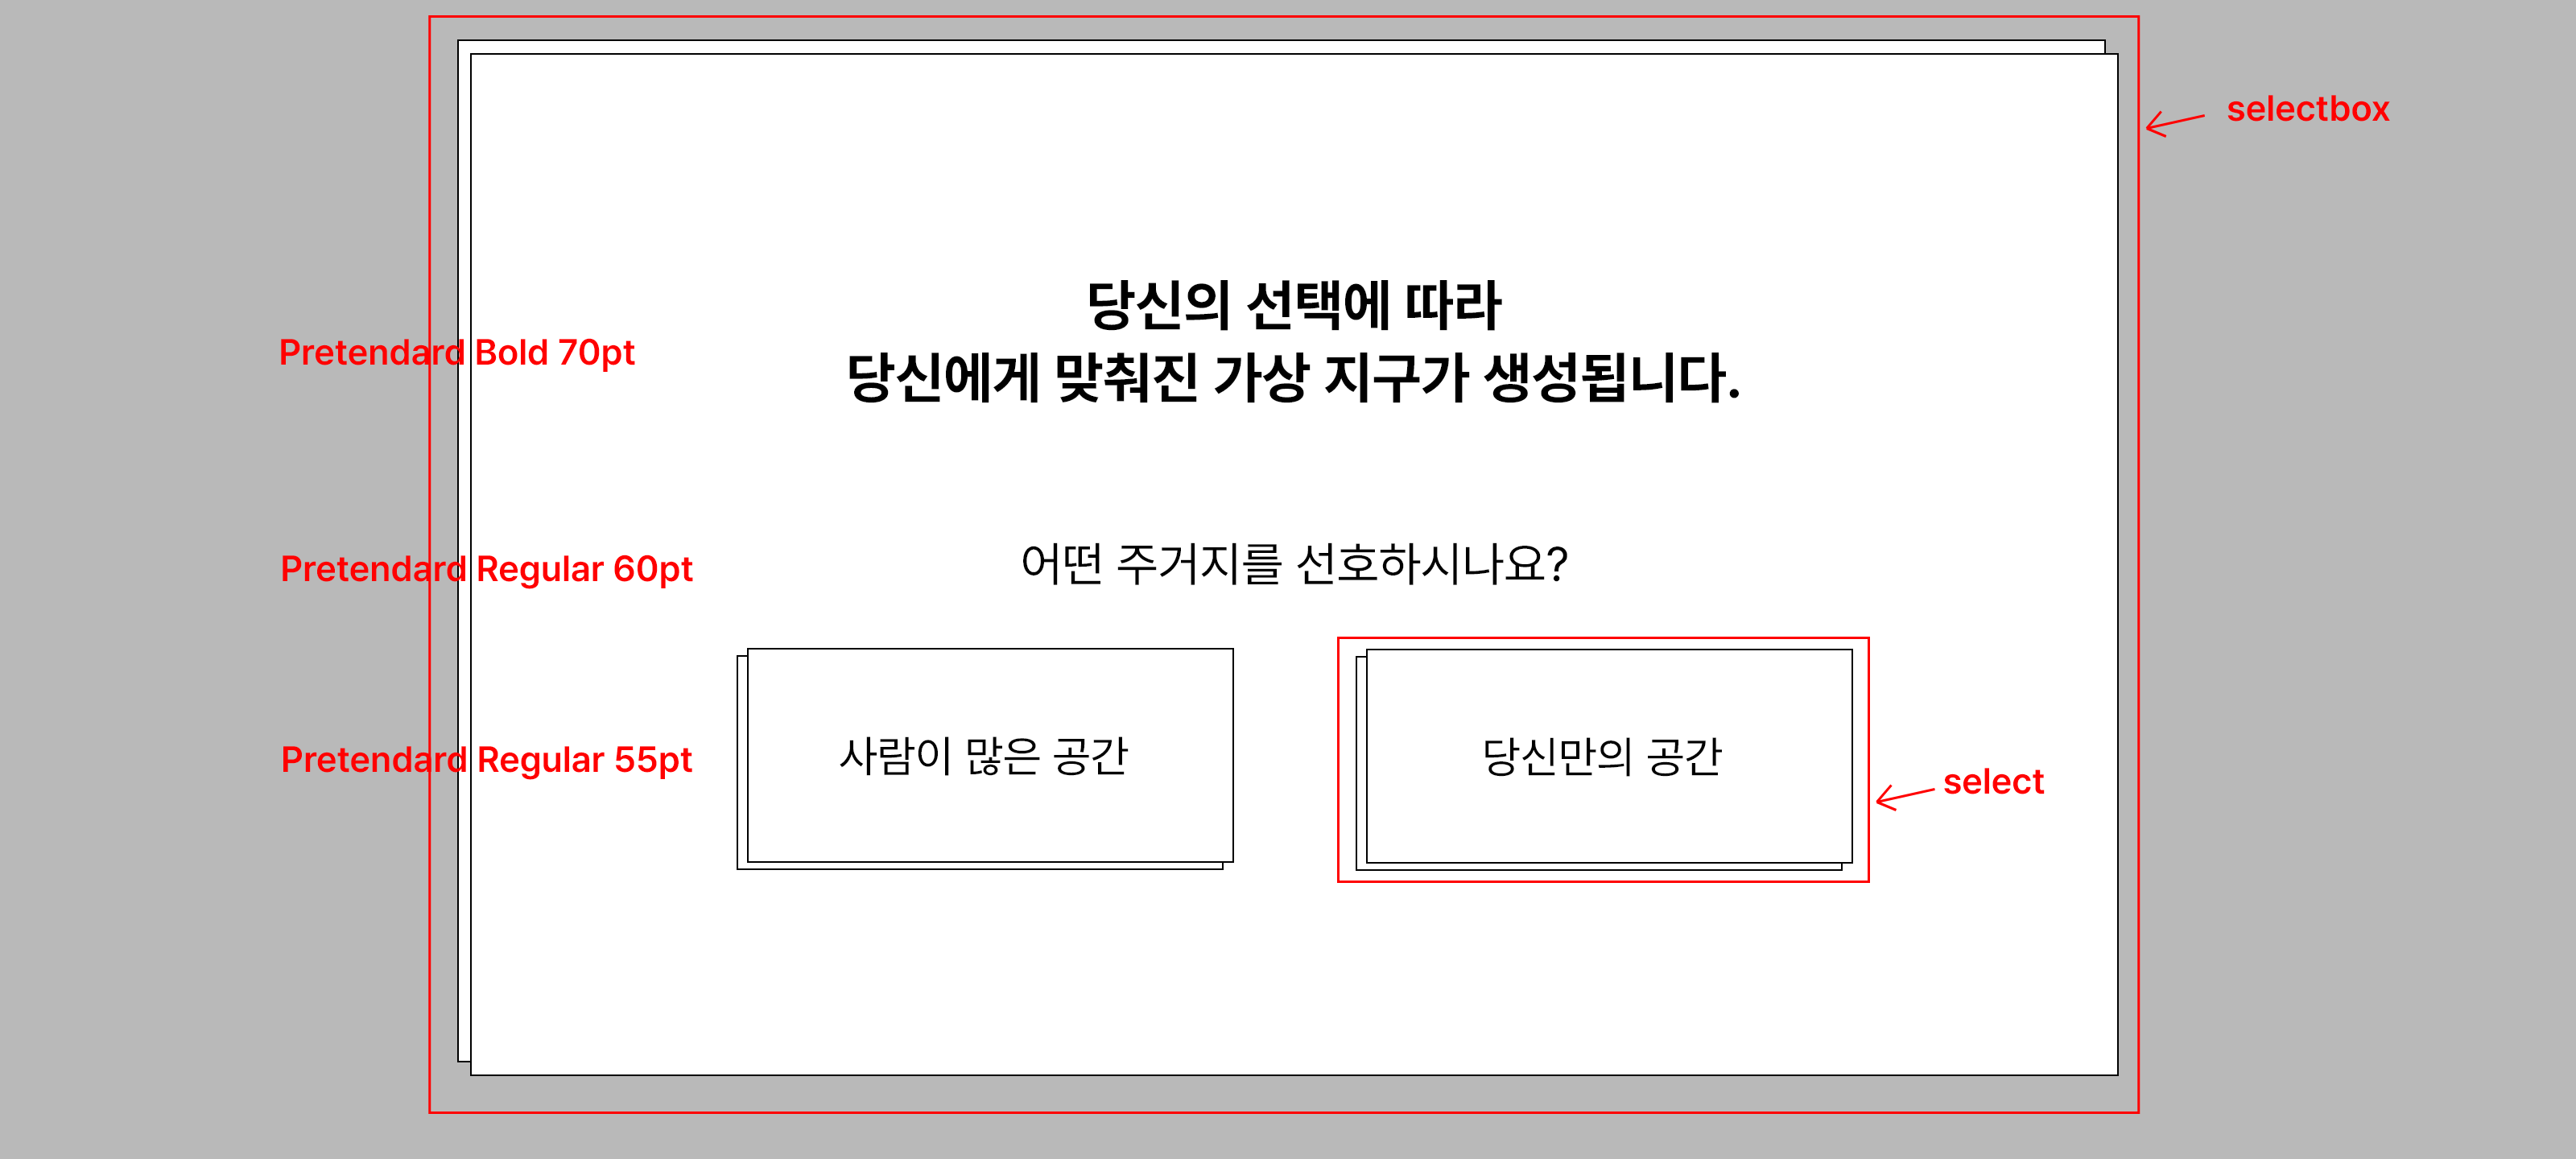 selectbox
당신의 선택에 따라
Pretendard Bold 70pt
당신에게 맞춰진 가상 지구가 생성됩니다.
Pretendard Regular 60pt
어떤 주거지를 선호하시나요?
Pretendard Regular 55pt
사람이 많은 공간
당신만의 공간
select